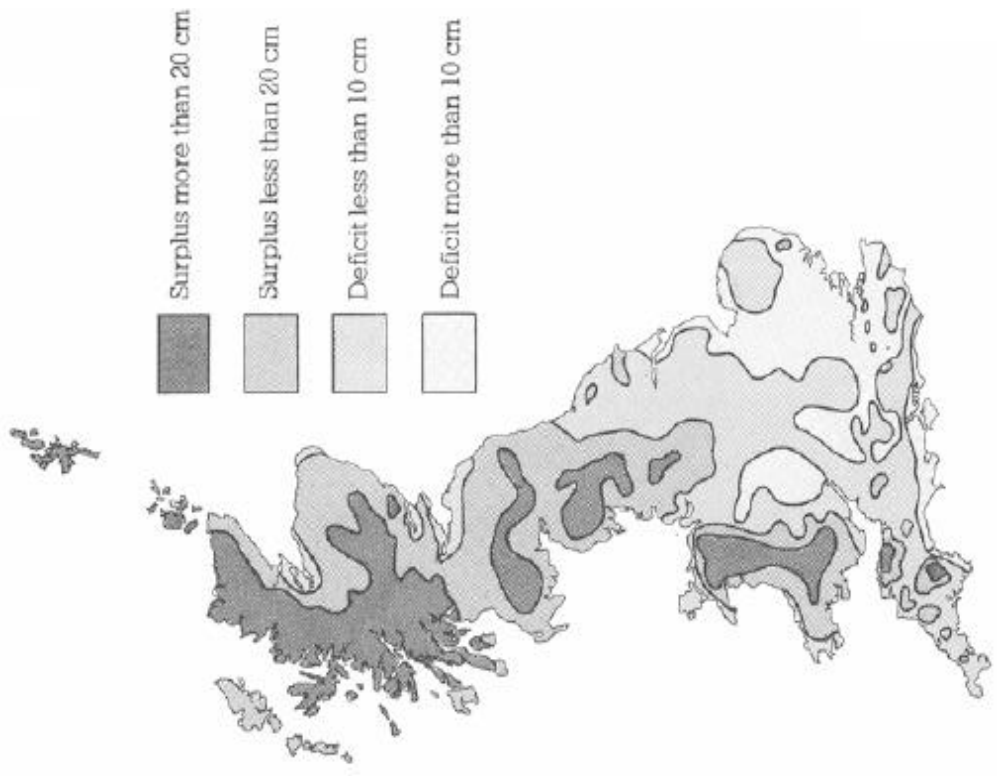 Surplus more than 20 cm
Surplus less than 20 cm
Deficit less than 10 cm
Deficit more than 10 cm